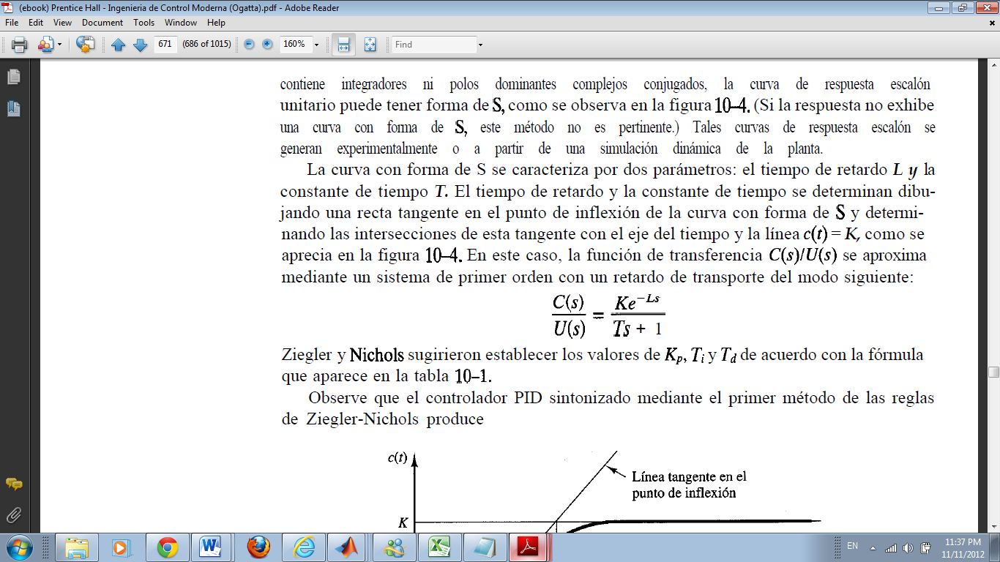 (ebook) Prentice Hall - Ingenieria de Control Moderna (Ogatta).pdf - Adobe Reader
File Edit View Document Tools Window Help
671 (686 of 1015) 160% Find
contiene integradores ni polos dominantes complejos conjugados, la curva de respuesta escalón
unitario puede tener forma de S, como se observa en la figura 10–4. (Si la respuesta no exhibe
una curva con forma de S, este método no es pertinente.) Tales curvas de respuesta escalón se
generan experimentalmente o a partir de una simulación dinámica de la planta.
La curva con forma de S se caracteriza por dos parámetros: el tiempo de retardo L y la
constante de tiempo T. El tiempo de retardo y la constante de tiempo se determinan dibu-
jando una recta tangente en el punto de inflexión de la curva con forma de S y determi-
nando las intersecciones de esta tangente con el eje del tiempo y la línea c(t) = K, como se
aprecia en la figura 10–4. En este caso, la función de transferencia C(s)/U(s) se aproxima
mediante un sistema de primer orden con un retardo de transporte del modo siguiente:
C(s)/U(s) = Ke^{-Ls}/(Ts + 1)
Ziegler y Nichols sugirieron establecer los valores de Kp, Ti y Td de acuerdo con la fórmula
que aparece en la tabla 10–1.
Observe que el controlador PID sintonizado mediante el primer método de las reglas
de Ziegler-Nichols produce
c(t)
Línea tangente en el
punto de inflexión
K
EN
11:37 PM
11/11/2012